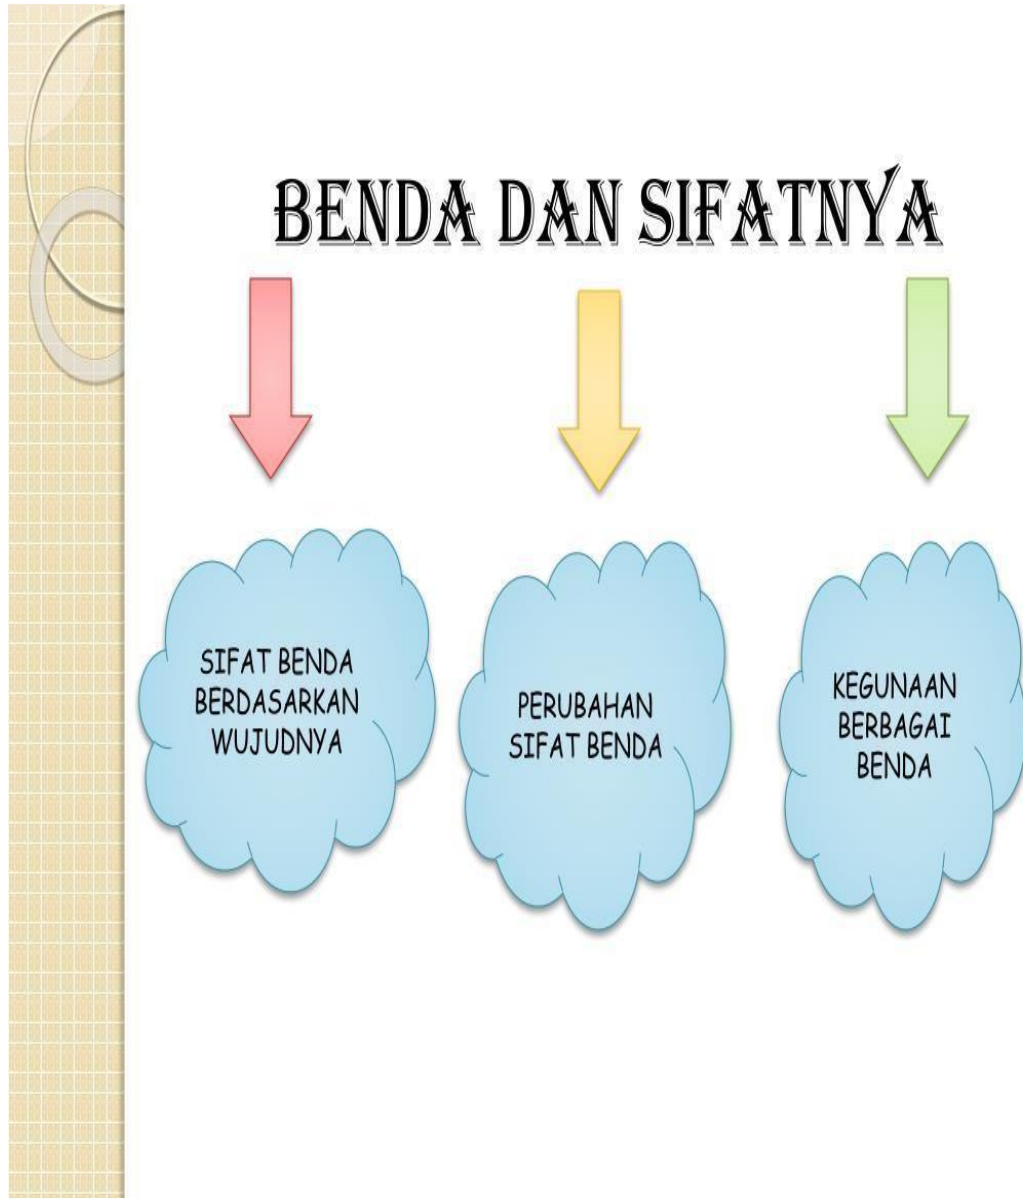 BENDA DAN SIFATNYA
SIFAT BENDA
BERDASARKAN
WUJUDNYA
PERUBAHAN
SIFAT BENDA
KEGUNAAN
BERBAGAI
BENDA